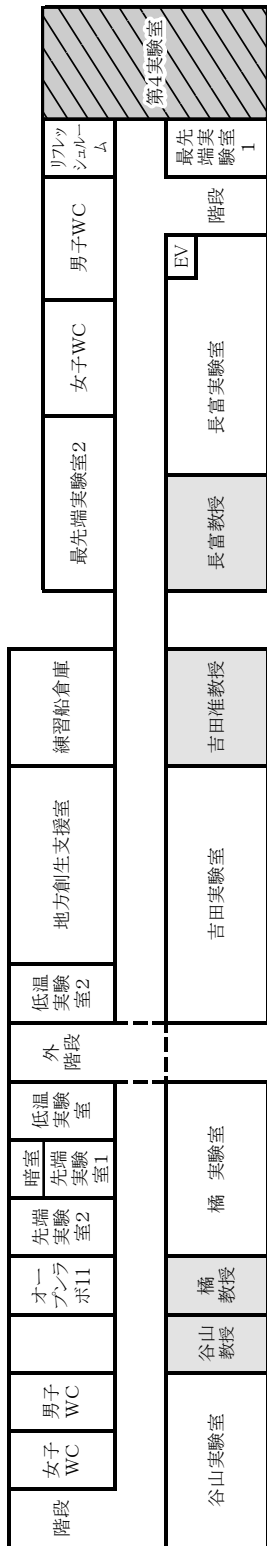 階段
女子
WC
男子
WC
オー
プンラ
ボ11
先端
実験
室2
暗室
先端
実験
室1
低温
実験
室
外
階段
低温
実験
室2
地方創生支援室
練習船倉庫
最先端実験室2
女子WC
男子WC
リフレッ
シュルー
ム
第4実験室
谷山実験室
谷山
教授
橘
教授
橘 実験室
吉田実験室
吉田准教授
長富教授
長富実験室
EV
階段
最先
端実
験室
1